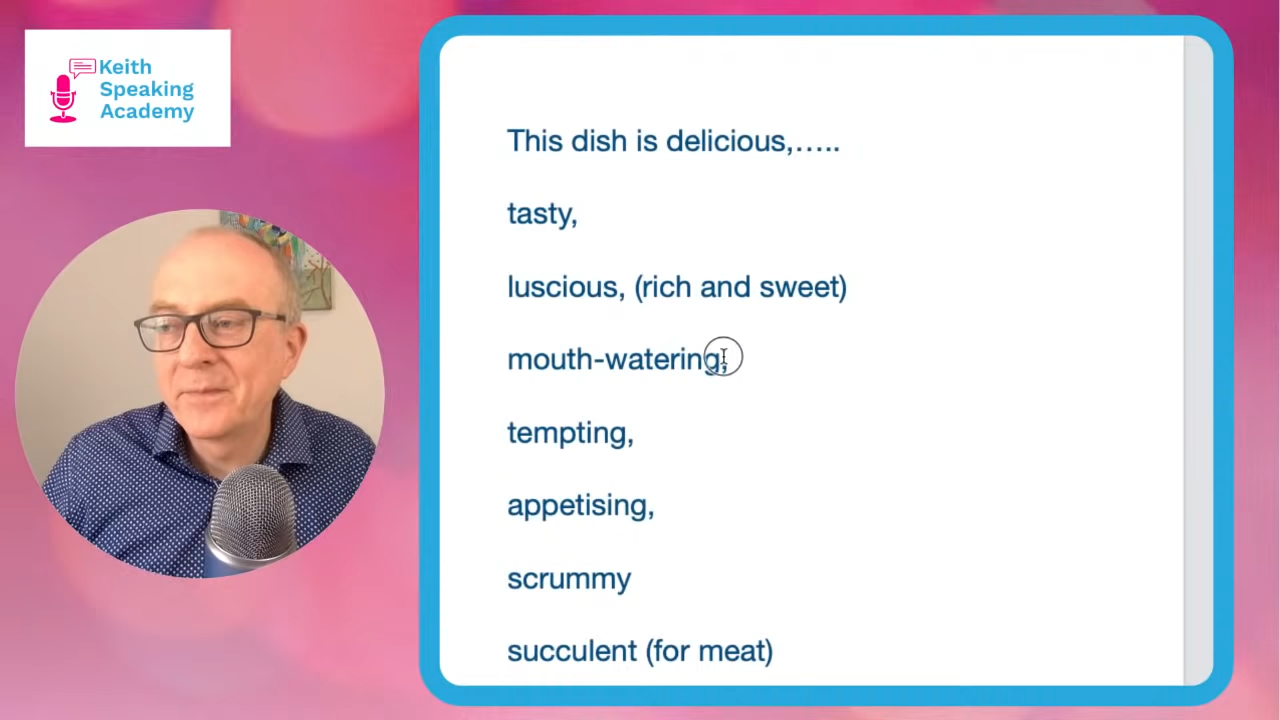 Keith
Speaking
Academy
This dish is delicious,.....
tasty,
luscious, (rich and sweet)
mouth-watering,
tempting,
appetising,
scrummy
succulent (for meat)